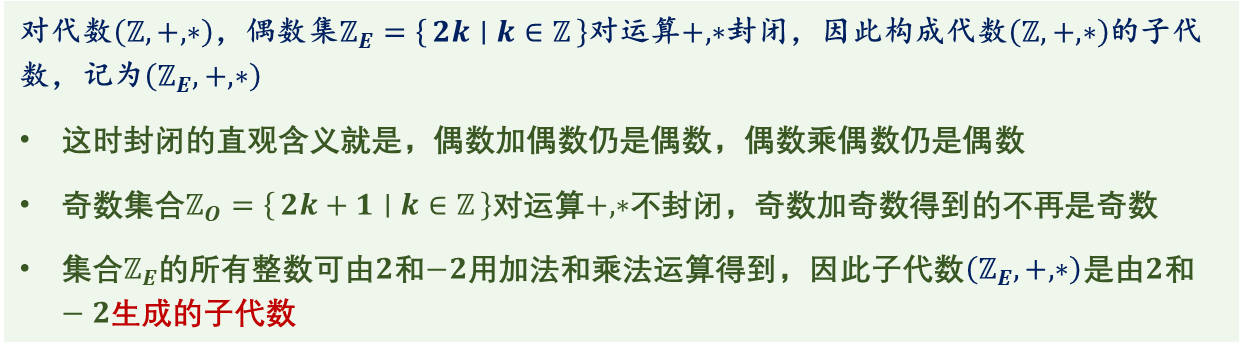 对代数(ℤ, +,∗)，偶数集ℤ_E = { 2k ∣ k ∈ ℤ }对运算+,∗封闭，因此构成代数(ℤ, +,∗)的子代
数，记为(ℤ_E, +,∗)
• 这时封闭的直观含义就是，偶数加偶数仍是偶数，偶数乘偶数仍是偶数
• 奇数集合ℤ_O = { 2k + 1 ∣ k ∈ ℤ }对运算+,∗不封闭，奇数加奇数得到的不再是奇数
• 集合ℤ_E的所有整数可由2和−2用加法和乘法运算得到，因此子代数(ℤ_E, +,∗)是由2和
− 2生成的子代数